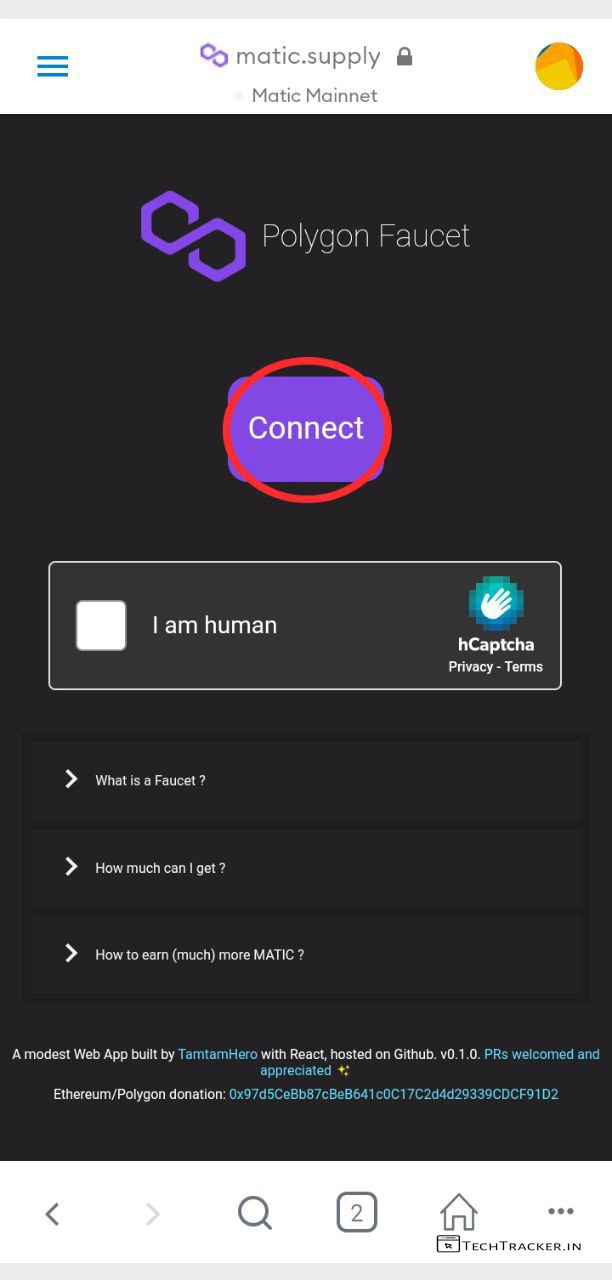 matic.supply
Matic Mainnet
Polygon Faucet
Connect
I am human
hCaptcha
Privacy - Terms
What is a Faucet ?
How much can I get ?
How to earn (much) more MATIC ?
A modest Web App built by TamtamHero with React, hosted on Github. v0.1.0. PRs welcomed and
appreciated ✨
Ethereum/Polygon donation: 0x97d5CeBb87cBeB641c0C17C2d4d29339CDCF91D2
2
TECHTRACKER.IN